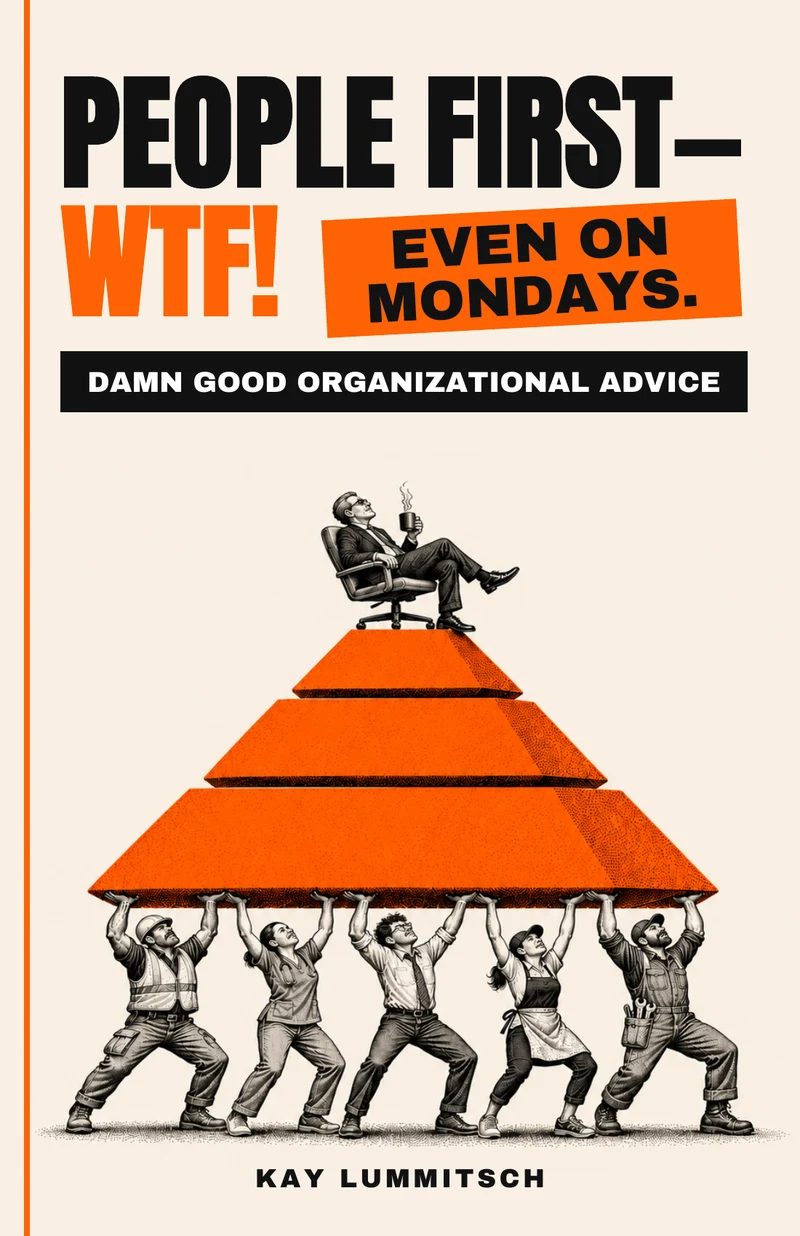 PEOPLE FIRST—
WTF!
EVEN ON
MONDAYS.
DAMN GOOD ORGANIZATIONAL ADVICE
KAY LUMMITSCH